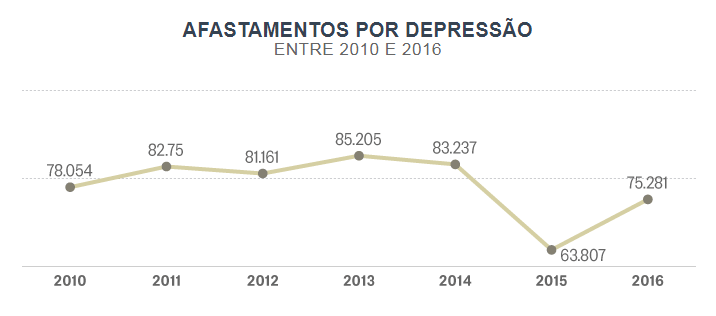 AFASTAMENTOS POR DEPRESSÃO
ENTRE 2010 E 2016
78.054
82.75
81.161
85.205
83.237
63.807
75.281
2010 2011 2012 2013 2014 2015 2016